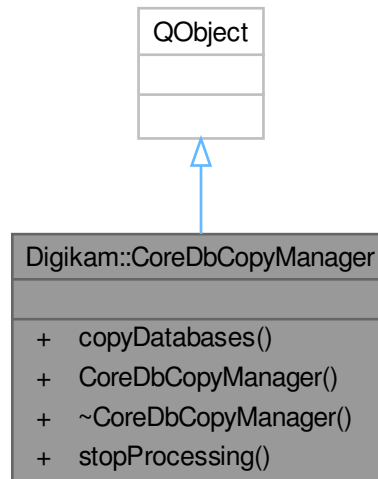 QObject
Digikam::CoreDbCopyManager
+ copyDatabases()
+ CoreDbCopyManager()
+ ~CoreDbCopyManager()
+ stopProcessing()